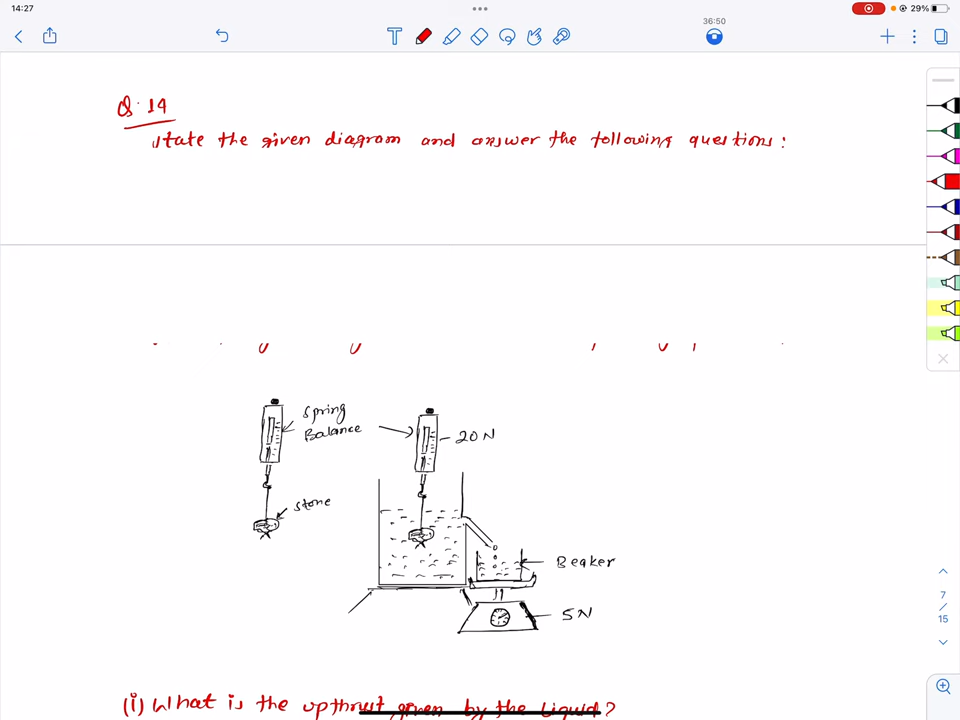 14:27
29%
36:50
Q.14
state the given diagram and answer the following questions:
Spring
Balance
20 N
stone
Beaker
5N
7
/
15
(i) What is the upthrust given by the liquid?